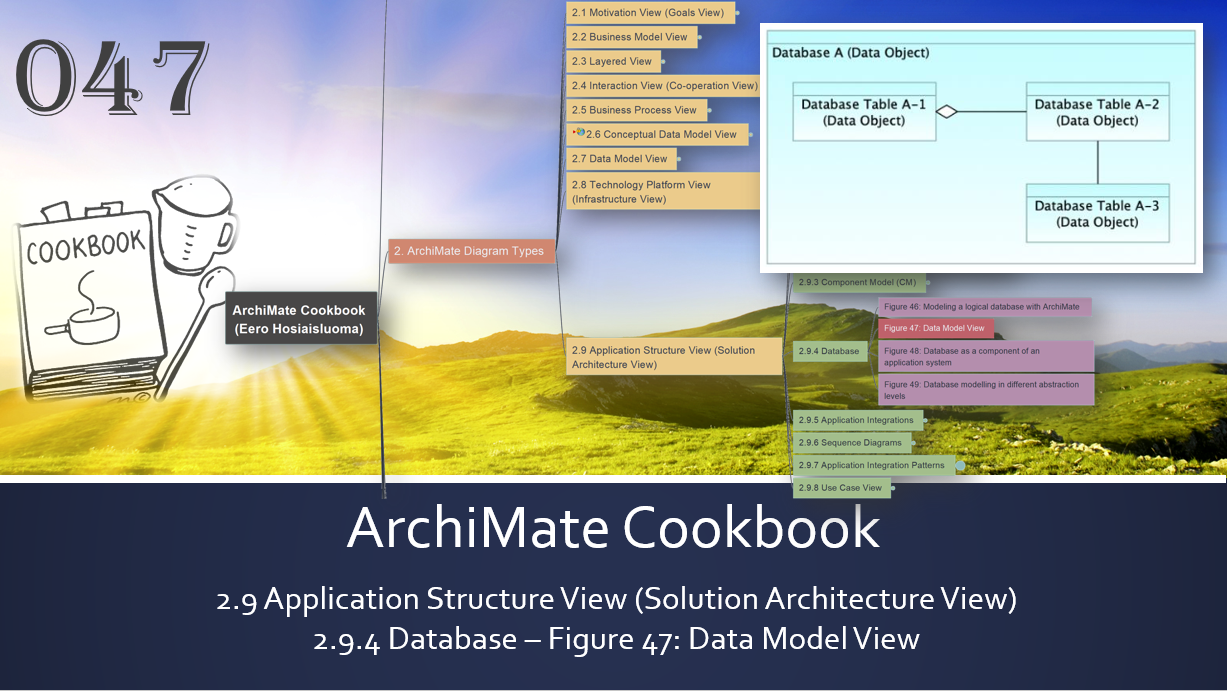 047
COOKBOOK
ArchiMate Cookbook
(Eero Hosiaisluoma)
2. ArchiMate Diagram Types
2.1 Motivation View (Goals View)
2.2 Business Model View
2.3 Layered View
2.4 Interaction View (Co-operation View)
2.5 Business Process View
2.6 Conceptual Data Model View
2.7 Data Model View
2.8 Technology Platform View
(Infrastructure View)
2.9 Application Structure View (Solution
Architecture View)
Database A (Data Object)
Database Table A-1
(Data Object)
Database Table A-2
(Data Object)
Database Table A-3
(Data Object)
2.9.3 Component Model (CM)
2.9.4 Database
Figure 46: Modeling a logical database with ArchiMate
Figure 47: Data Model View
Figure 48: Database as a component of an
application system
Figure 49: Database modelling in different abstraction
levels
2.9.5 Application Integrations
2.9.6 Sequence Diagrams
2.9.7 Application Integration Patterns
2.9.8 Use Case View
ArchiMate Cookbook
2.9 Application Structure View (Solution Architecture View)
2.9.4 Database – Figure 47: Data Model View